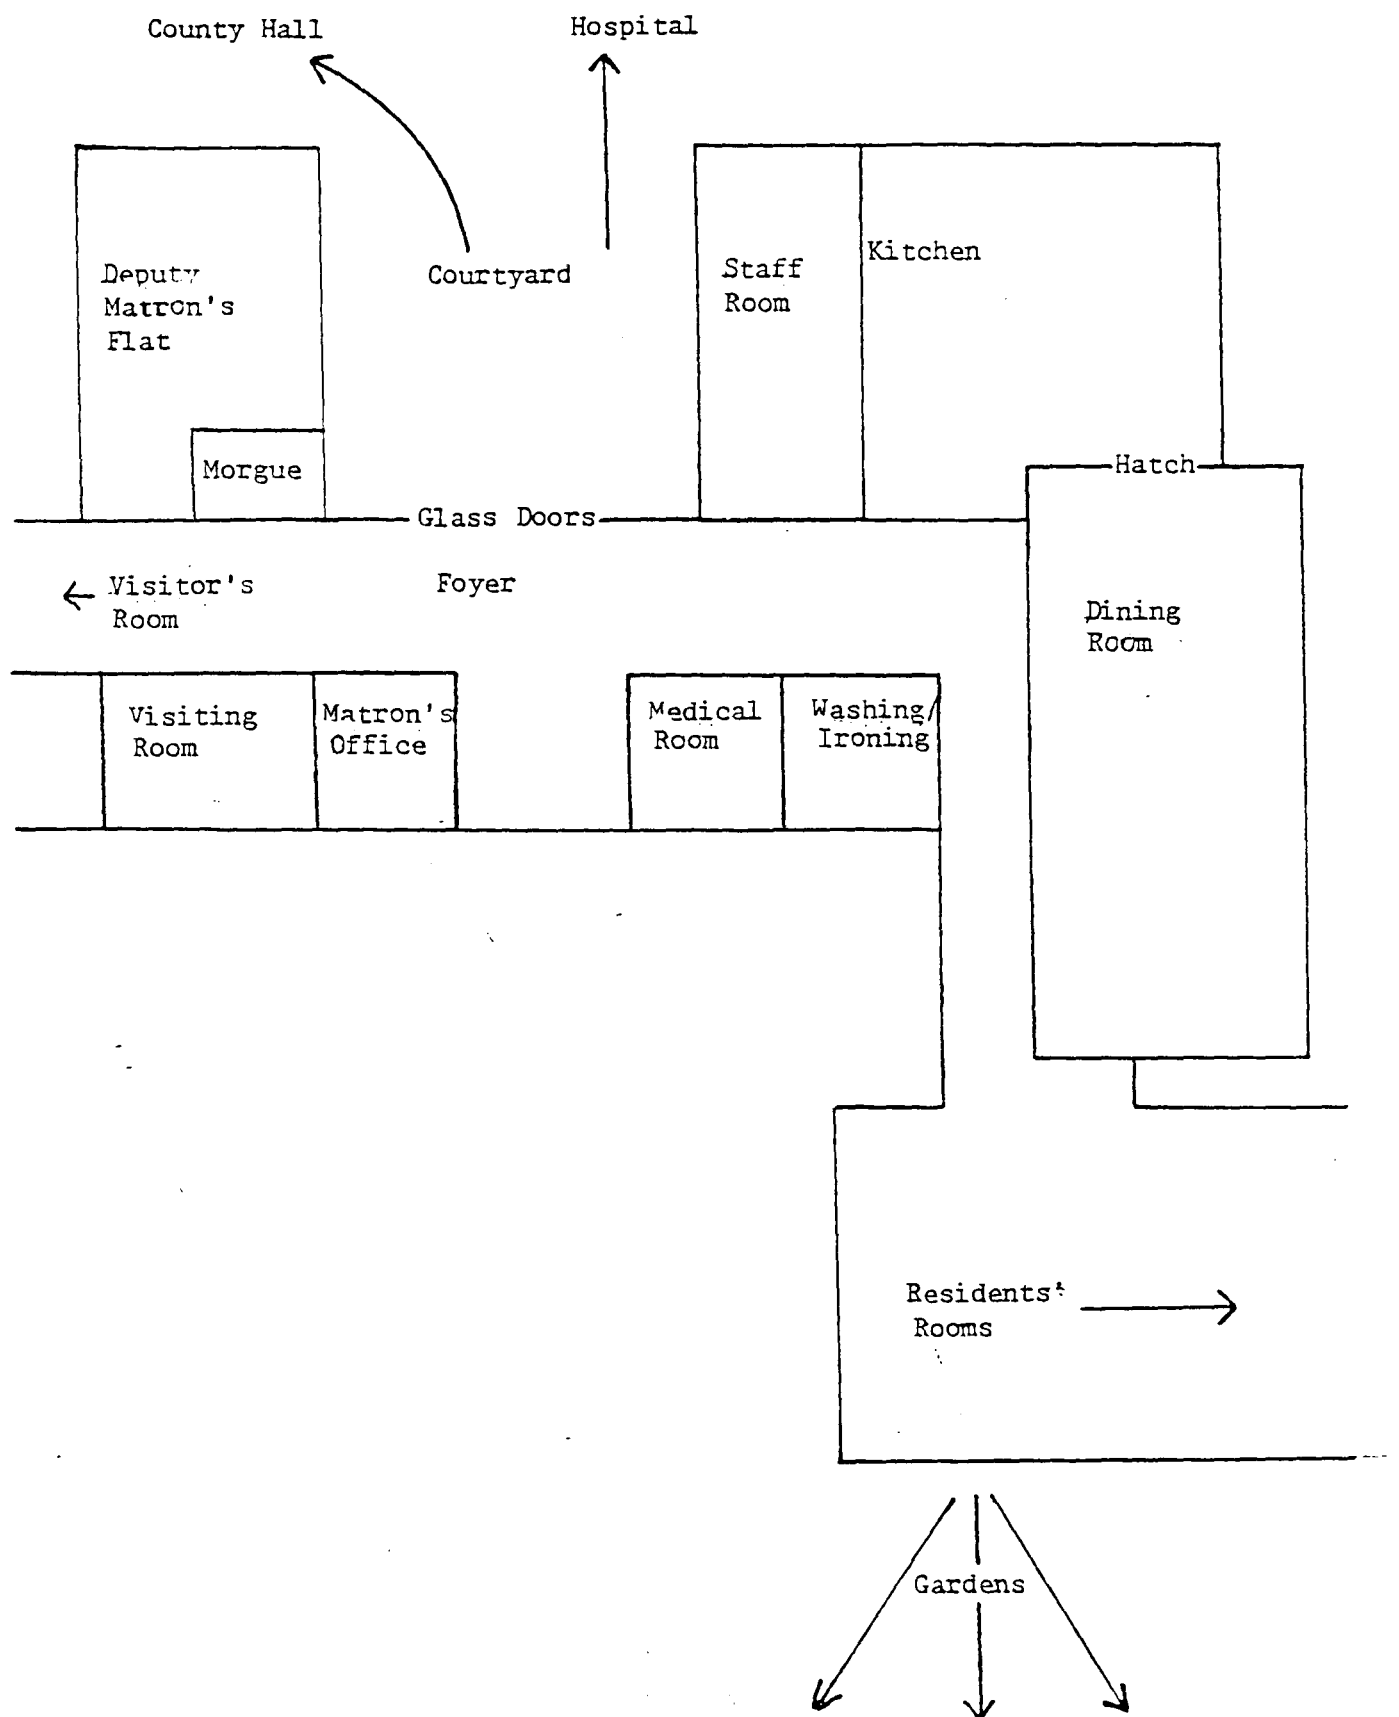 County Hall
Hospital
Deputy
Matron's
Flat
Courtyard
Staff
Room
Kitchen
Morgue
Hatch
Glass Doors
Visitor's
Room
Foyer
Dining
Room
Visiting
Room
Matron's
Office
Medical
Room
Washing/
Ironing
Residents'
Rooms
Gardens